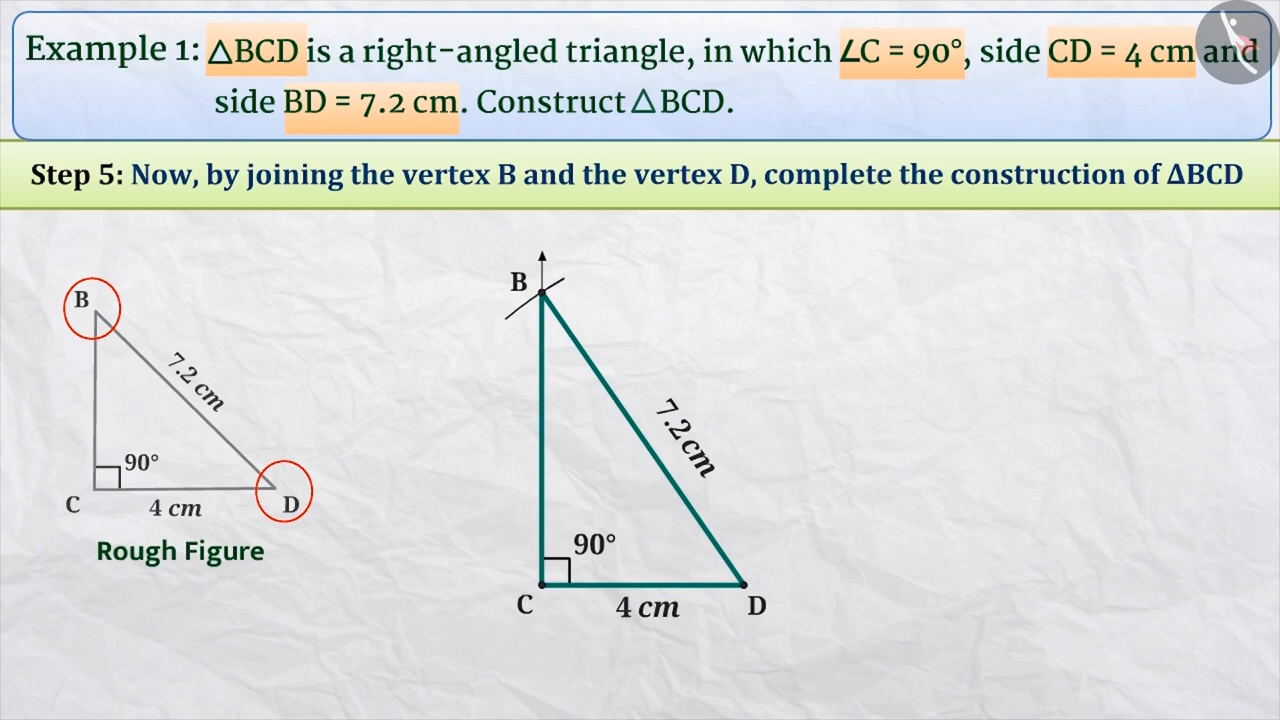 Example 1: △BCD is a right-angled triangle, in which ∠C = 90°, side CD = 4 cm and
side BD = 7.2 cm. Construct △BCD.
Step 5: Now, by joining the vertex B and the vertex D, complete the construction of ΔBCD
B
7.2 cm
90°
C
4 cm
D
Rough Figure
B
7.2 cm
90°
C
4 cm
D